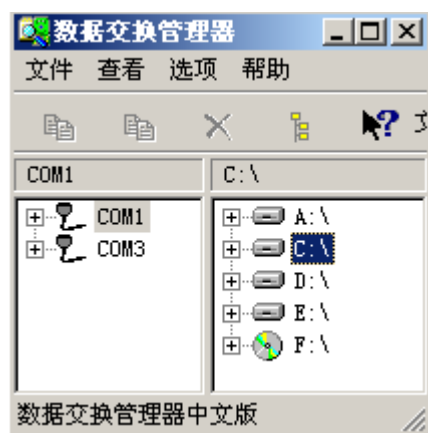 数据交换管理器
文件 查看 选项 帮助
COM1 C:\
COM1 A:\
COM3 C:\
D:\
E:\
F:\
数据交换管理器中文版